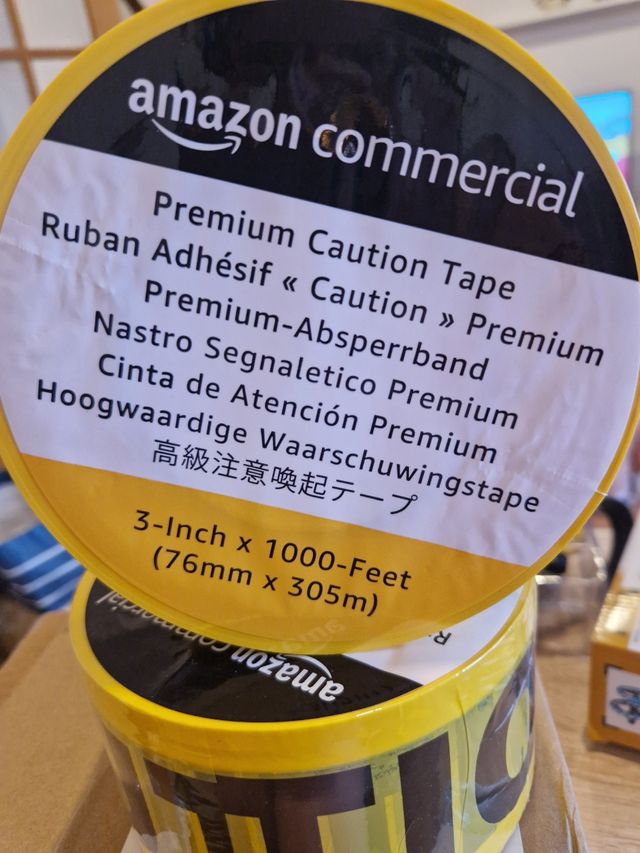 amazon commercial
Premium Caution Tape
Ruban Adhésif « Caution » Premium
Premium-Absperrband
Nastro Segnaletico Premium
Cinta de Atención Premium
Hoogwaardige Waarschuwingstape
高級注意喚起テープ
3-Inch x 1000-Feet
(76mm x 305m)
amazon commercial